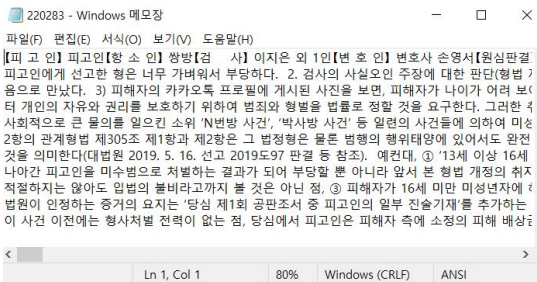 220283 - Windows 메모장
파일(F) 편집(E) 서식(O) 보기(V) 도움말(H)
【피 고 인】 피고인【항 소 인】 쌍방【검 사】 이지은 외 1인【변 호 인】 변호사 손영서【원심판결
피고인에게 선고한 형은 너무 가벼워서 부당하다. 2. 검사의 사실오인 주장에 대한 판단(형법 제
음으로 만났다. 3) 피해자의 카카오톡 프로필에 게시된 사진을 보면, 피해자가 나이가 어려 보이
터 개인의 자유와 권리를 보호하기 위하여 범죄와 형벌을 법률로 정할 것을 요구한다. 그러한 취
사회적으로 큰 물의를 일으킨 소위 'N번방 사건', '박사방 사건' 등 일련의 사건들에 의하여 미성
2항의 관계형법 제305조 제1항과 제2항은 그 법정형은 물론 범행의 행위태양에 있어서도 완전
것을 의미한다(대법원 2019. 5. 16. 선고 2019도97 판결 등 참조). 예컨대, ① '13세 이상 16세
나아간 피고인을 미수범으로 처벌하는 결과가 되어 부당할 뿐 아니라 앞서 본 형법 개정의 취지
적절하지는 않아도 입법의 불비라고까지 볼 것은 아닌 점, ③ 피해자가 16세 미만 미성년자에
법원이 인정하는 증거의 요지는 '당심 제1회 공판조서 중 피고인의 일부 진술기재'를 추가하는
이 사건 이전에는 형사처벌 전력이 없는 점, 당심에서 피고인은 피해자 측에 소정의 피해 배상금
Ln 1, Col 1 80% Windows (CRLF) ANSI